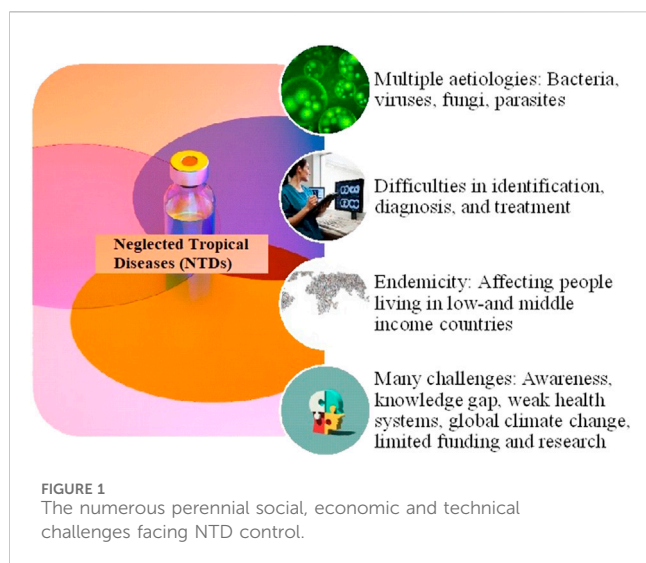 Multiple aetiologies: Bacteria,
viruses, fungi, parasites
Difficulties in identification,
diagnosis, and treatment
Neglected Tropical
Diseases (NTDs)
Endemicity: Affecting people
living in low-and middle
income countries
Many challenges: Awareness,
knowledge gap, weak health
systems, global climate change,
limited funding and research
FIGURE 1
The numerous perennial social, economic and technical
challenges facing NTD control.